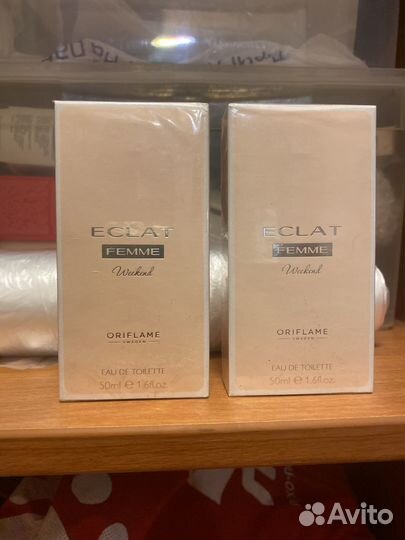 ECLAT
FEMME
Weekend
ORIFLAME
SWEDEN
EAU DE TOILETTE
50ml ℮ 1.6fl.oz.
ECLAT
FEMME
Weekend
ORIFLAME
SWEDEN
EAU DE TOILETTE
50ml ℮ 1.6fl.oz.
Avito